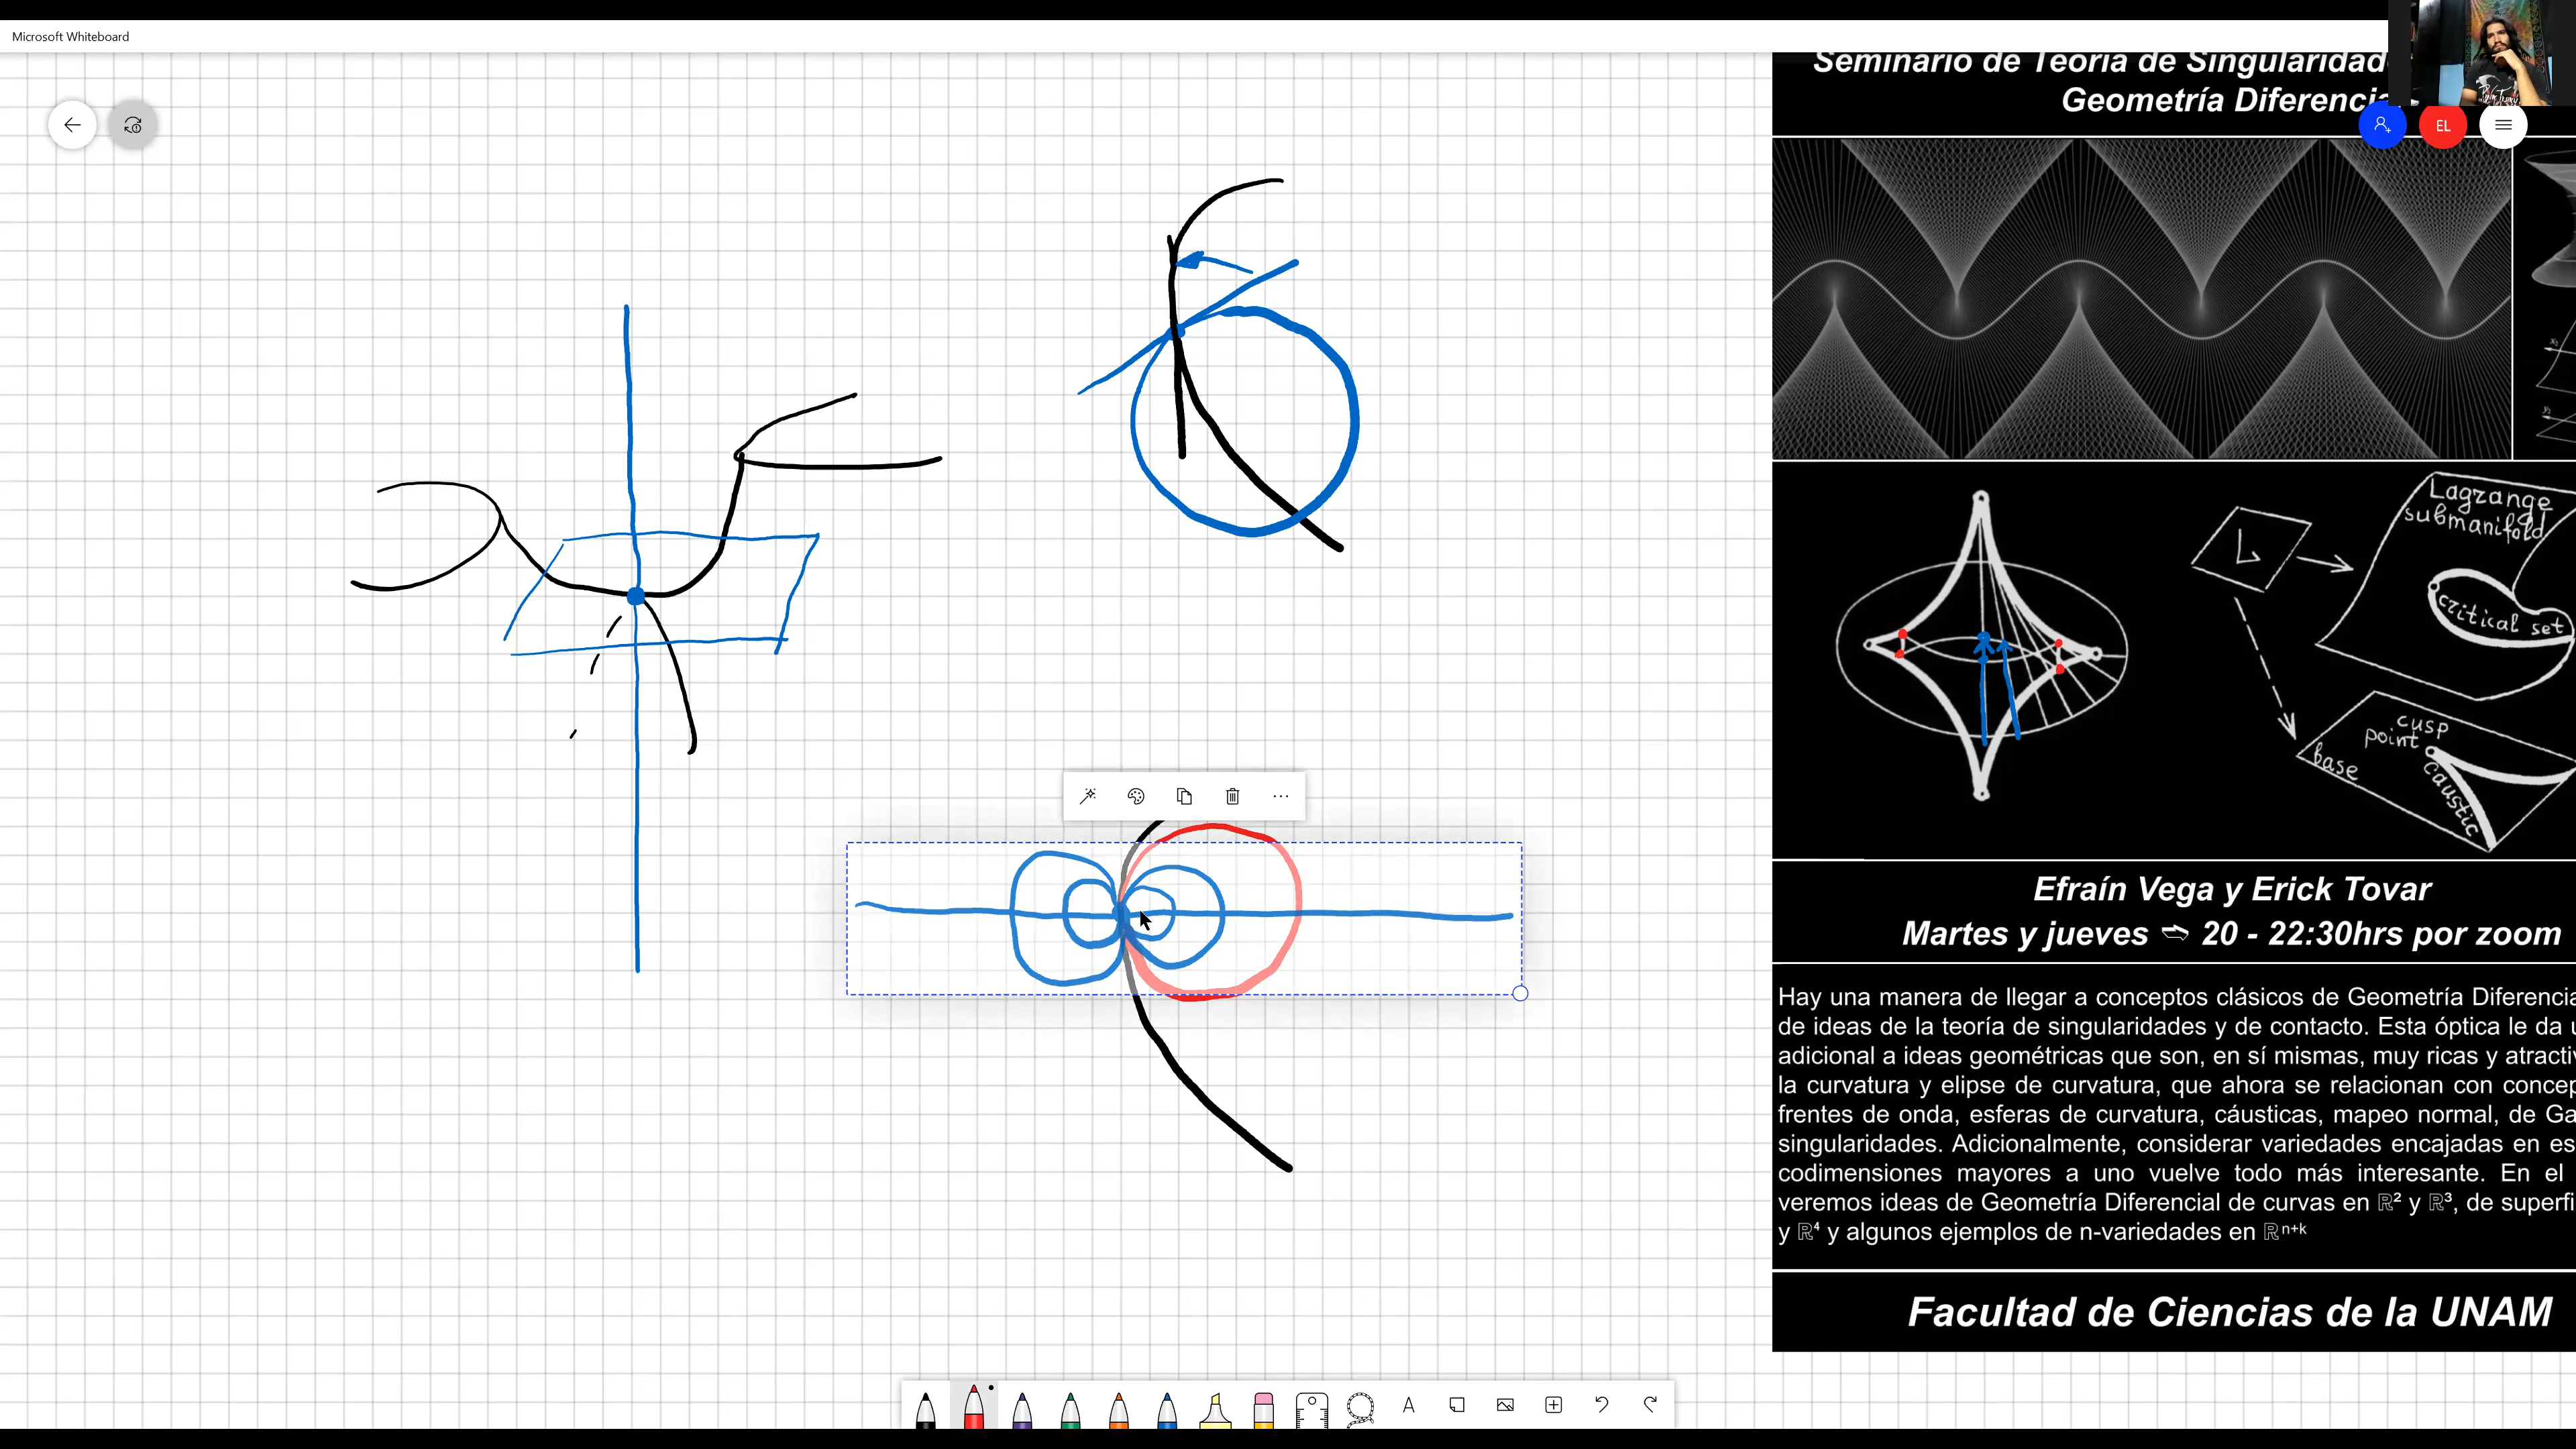 Microsoft Whiteboard
Seminario de Teoría de Singularidad
Geometría Diferencia
EL
Lagrange
submanifold
L
critical set
cusp
point
base
caustic
x₃
y₂
Efraín Vega y Erick Tovar
Martes y jueves ➯ 20 - 22:30hrs por zoom
Hay una manera de llegar a conceptos clásicos de Geometría Diferencia
de ideas de la teoría de singularidades y de contacto. Esta óptica le da u
adicional a ideas geométricas que son, en sí mismas, muy ricas y atracti
la curvatura y elipse de curvatura, que ahora se relacionan con concep
frentes de onda, esferas de curvatura, cáusticas, mapeo normal, de Ga
singularidades. Adicionalmente, considerar variedades encajadas en es
codimensiones mayores a uno vuelve todo más interesante. En el
veremos ideas de Geometría Diferencial de curvas en ℝ² y ℝ³, de superfi
y ℝ⁴ y algunos ejemplos de n-variedades en ℝⁿ⁺ᵏ
Facultad de Ciencias de la UNAM
A